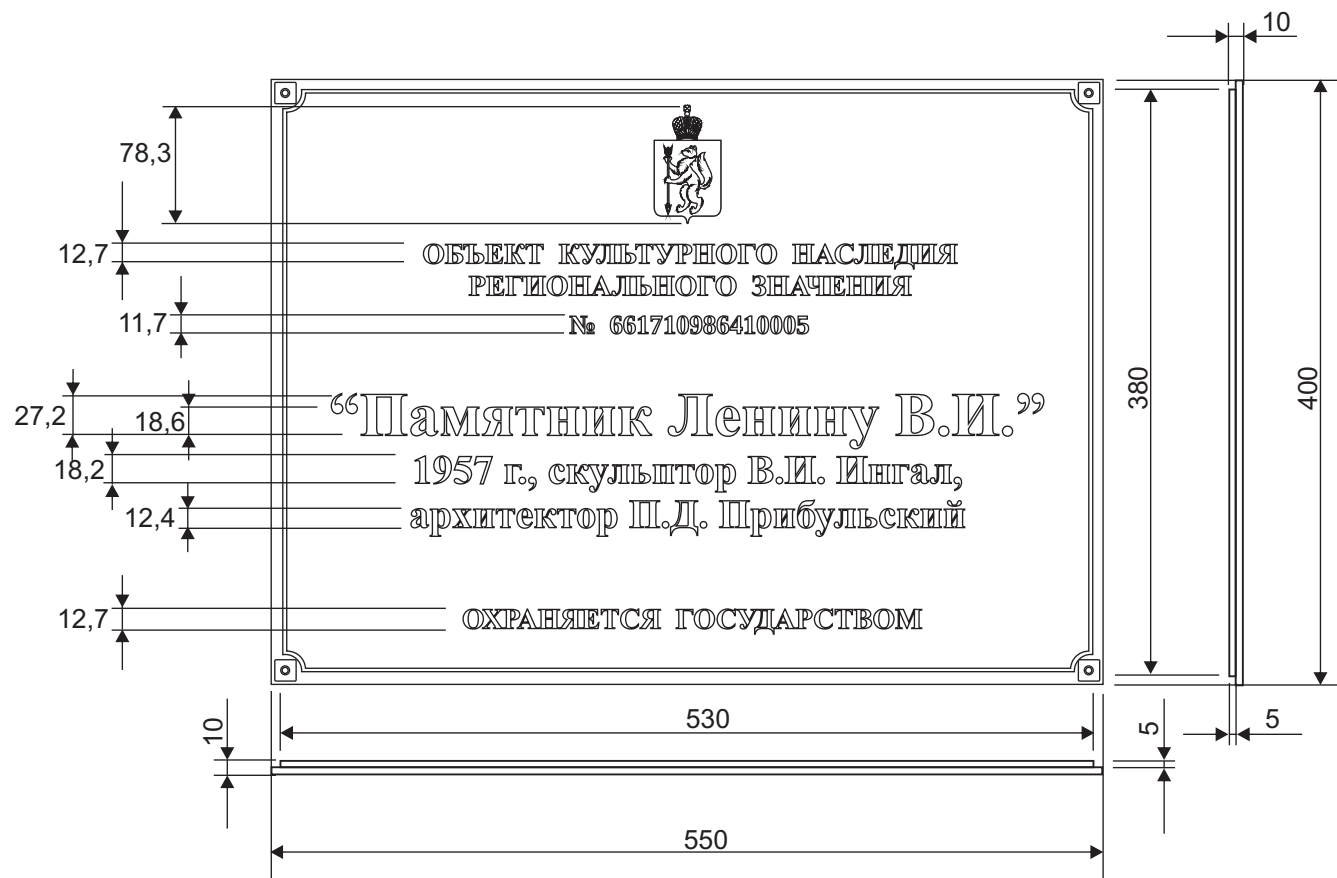 10
78,3
12,7
ОБЪЕКТ КУЛЬТУРНОГО НАСЛЕДИЯ
РЕГИОНАЛЬНОГО ЗНАЧЕНИЯ
11,7
№ 661710986410005
380
400
27,2
18,6
“Памятник Ленину В.И.”
18,2
1957 г., скульптор В.И. Ингал,
12,4
архитектор П.Д. Прибульский
12,7
ОХРАНЯЕТСЯ ГОСУДАРСТВОМ
10
530
5
5
550